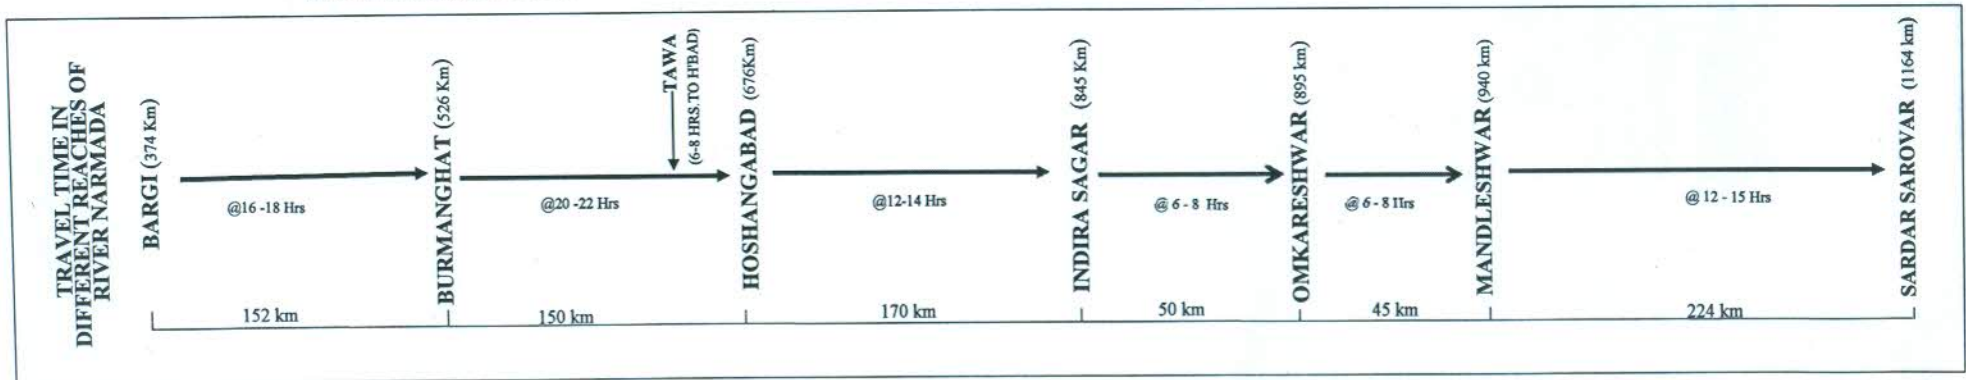 TRAVEL TIME IN
DIFFERENT REACHES OF
RIVER NARMADA
BARGI (374 Km)
@16 -18 Hrs
BURMANGHAT (526 Km)
@20 -22 Hrs
TAWA
(6-8 HRS.TO H'BAD)
HOSHANGABAD (676Km)
@12-14 Hrs
INDIRA SAGAR (845 Km)
@ 6 - 8 Hrs
OMKARESHWAR (895 km)
@ 6 - 8 Hrs
MANDLESHWAR (940 km)
@ 12 - 15 Hrs
SARDAR SAROVAR (1164 km)
152 km
150 km
170 km
50 km
45 km
224 km